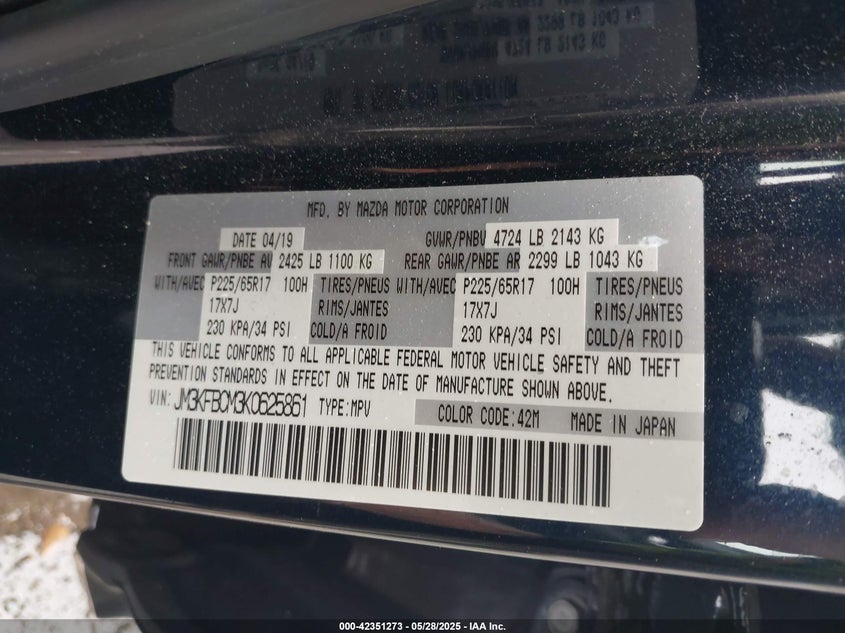 MFD. BY MAZDA MOTOR CORPORATION
DATE 04/19 GVWR/PNBV 4724 LB 2143 KG
FRONT GAWR/PNBE AV 2425 LB 1100 KG REAR GAWR/PNBE AR 2299 LB 1043 KG
WITH/AVEC P225/65R17 100H TIRES/PNEUS WITH/AVEC P225/65R17 100H TIRES/PNEUS
17X7J RIMS/JANTES 17X7J RIMS/JANTES
230 KPA/34 PSI COLD/A FROID 230 KPA/34 PSI COLD/A FROID
THIS VEHICLE CONFORMS TO ALL APPLICABLE FEDERAL MOTOR VEHICLE SAFETY AND THEFT
PREVENTION STANDARDS IN EFFECT ON THE DATE OF MANUFACTURE SHOWN ABOVE.
VIN: JM3KFBCM3K0625861 TYPE:MPV COLOR CODE:42M MADE IN JAPAN
000-42351273 | 05/28/2025 - IAA Inc.